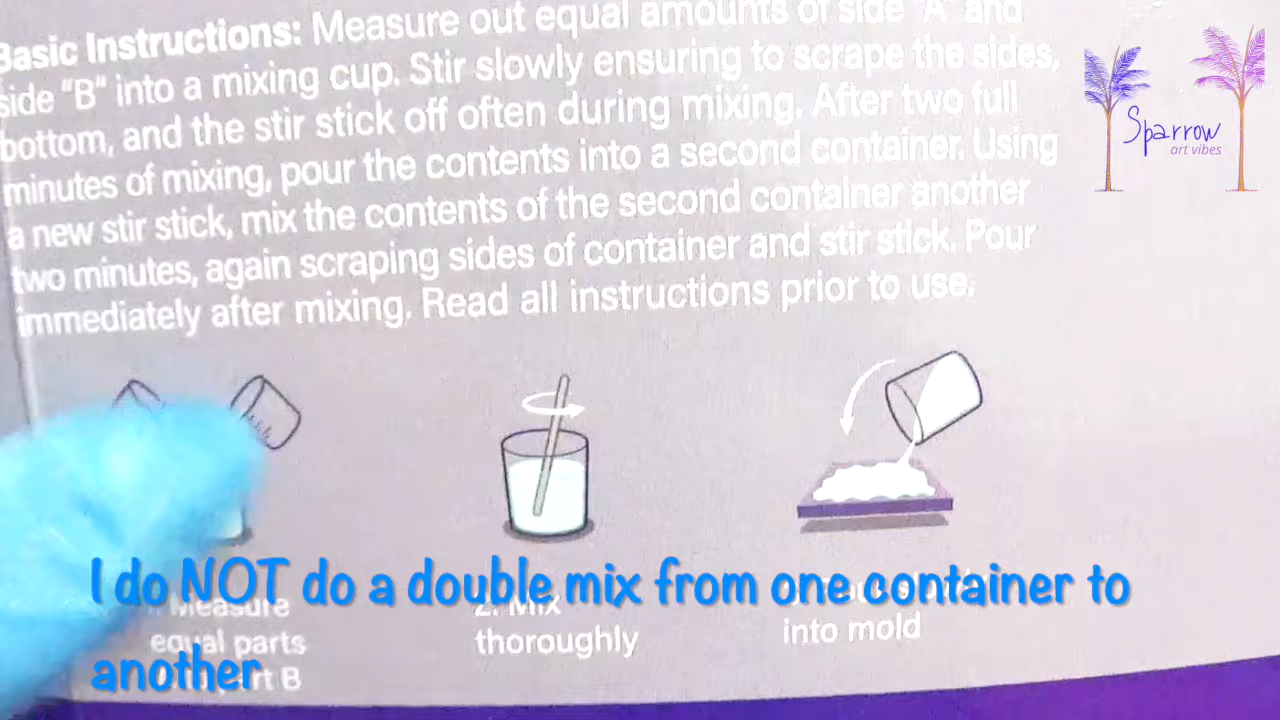 Basic Instructions: Measure out equal amounts of side "A" and
side "B" into a mixing cup. Stir slowly ensuring to scrape the sides,
bottom, and the stir stick off often during mixing. After two full
minutes of mixing, pour the contents into a second container. Using
a new stir stick, mix the contents of the second container another
two minutes, again scraping sides of container and stir stick. Pour
immediately after mixing. Read all instructions prior to use.
Sparrow
art vibes
I do NOT do a double mix from one container to
another
Measure
equal parts
B
2. Mix
thoroughly
into mold